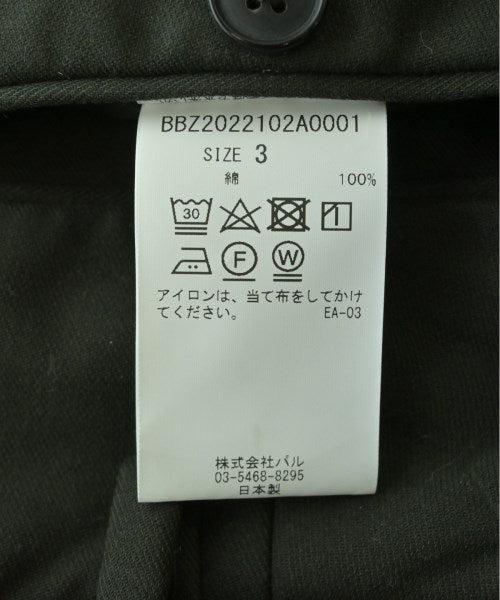 BBZ2022102A0001
SIZE 3
綿 100%
30
F W
アイロンは、当て布をしてかけ
てください。 EA-03
株式会社バル
03-5468-8295
日本製